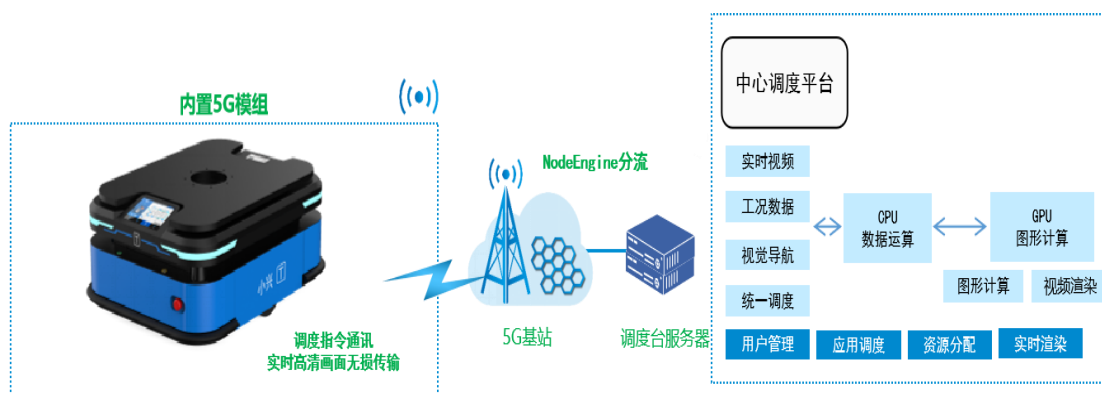 内置5G模组
小兴
调度指令通讯
实时高清画面无损传输
NodeEngine分流
5G基站
调度台服务器
中心调度平台
实时视频
工况数据
视觉导航
统一调度
CPU
数据运算
GPU
图形计算
图形计算
视频渲染
用户管理
应用调度
资源分配
实时渲染